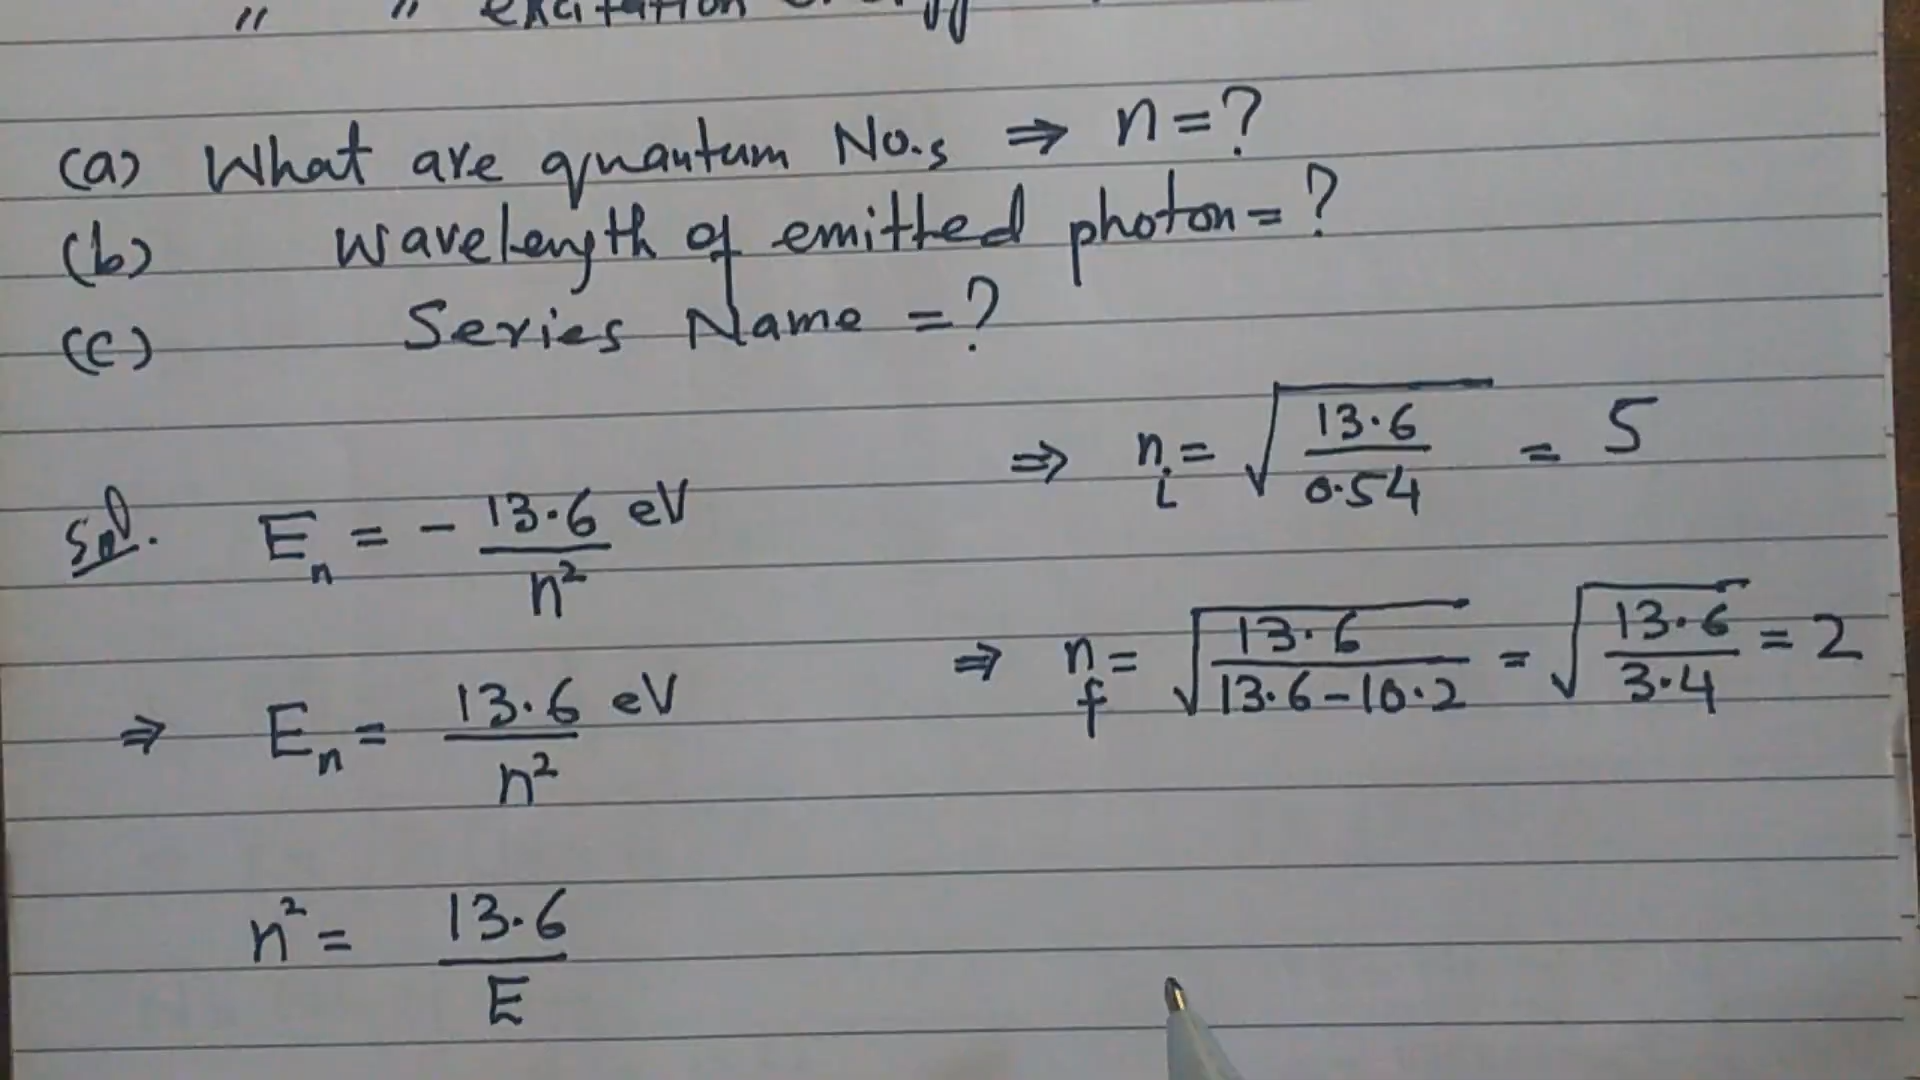 " " excitation
(a) What are quantum No.s ⇒ n=?
(b) Wavelength of emitted photon=?
(c) Series Name =?
⇒ nᵢ = √(13.6/0.54) = 5
Sol. Eₙ = - 13.6 eV / n²
⇒ n_f = √(13.6/(13.6-10.2)) = √(13.6/3.4) = 2
⇒ Eₙ = 13.6 eV / n²
n² = 13.6 / E